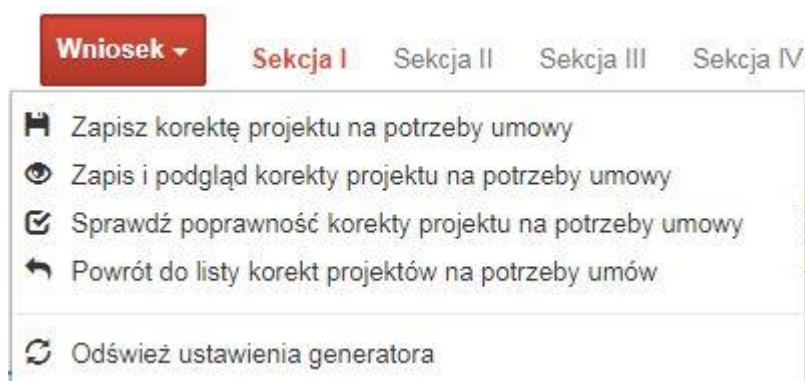 Wniosek Sekcja I Sekcja II Sekcja III Sekcja IV
Zapisz korektę projektu na potrzeby umowy
Zapis i podgląd korekty projektu na potrzeby umowy
Sprawdź poprawność korekty projektu na potrzeby umowy
Powrót do listy korekt projektów na potrzeby umów
Odśwież ustawienia generatora